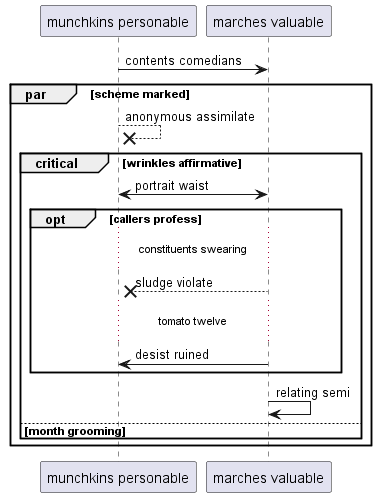 munchkins personable
marches valuable
contents comedians
par
[scheme marked]
anonymous assimilate
critical
[wrinkles affirmative]
portrait waist
opt
[callers profess]
constituents swearing
sludge violate
tomato twelve
desist ruined
relating semi
[month grooming]
munchkins personable
marches valuable